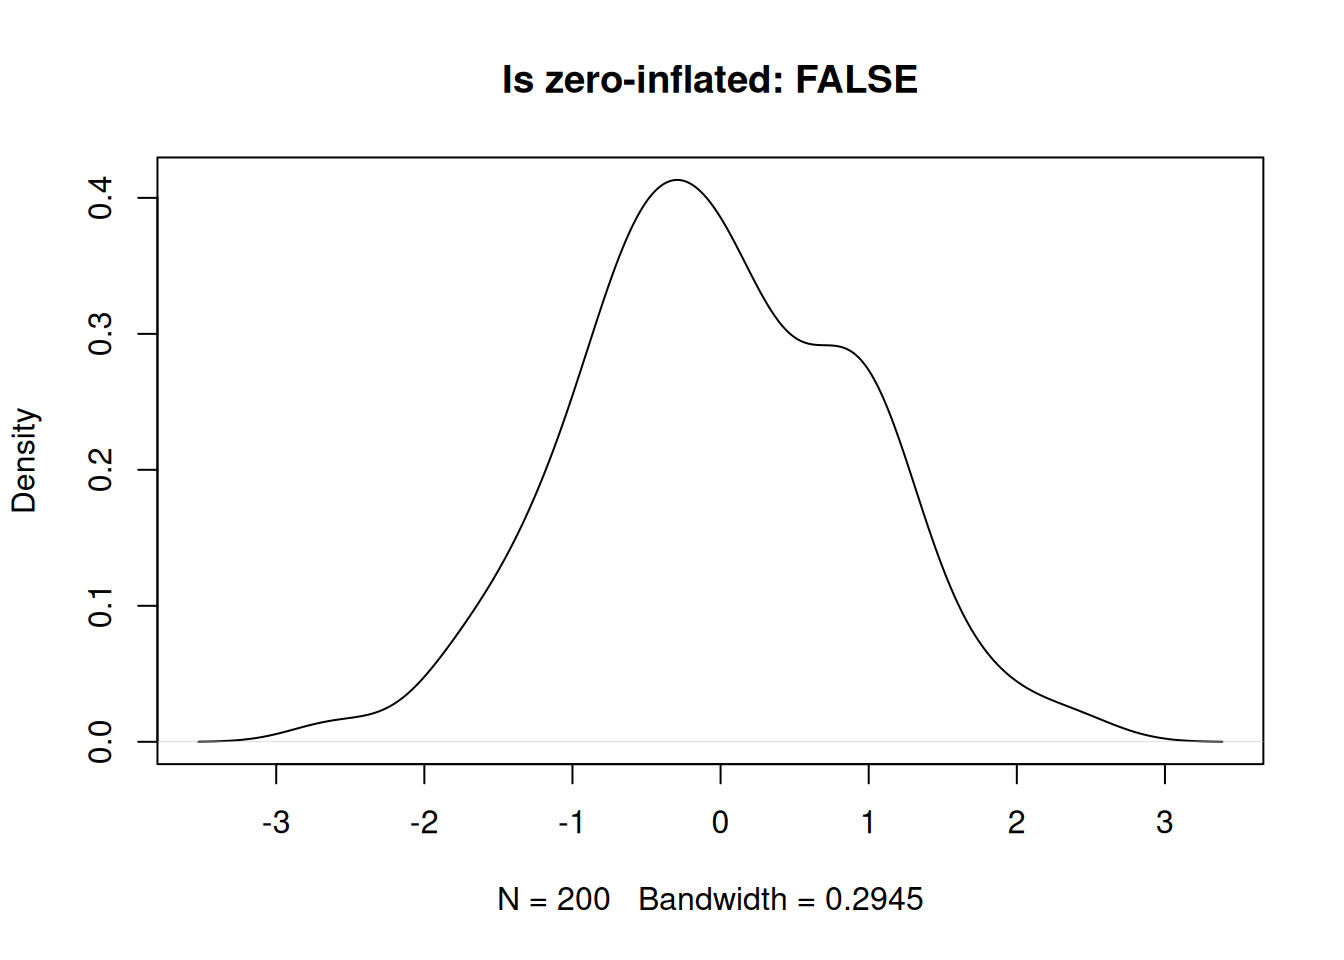 Is zero-inflated: FALSE
Density
0.4
0.3
0.2
0.1
0.0
-3 -2 -1 0 1 2 3
N = 200 Bandwidth = 0.2945